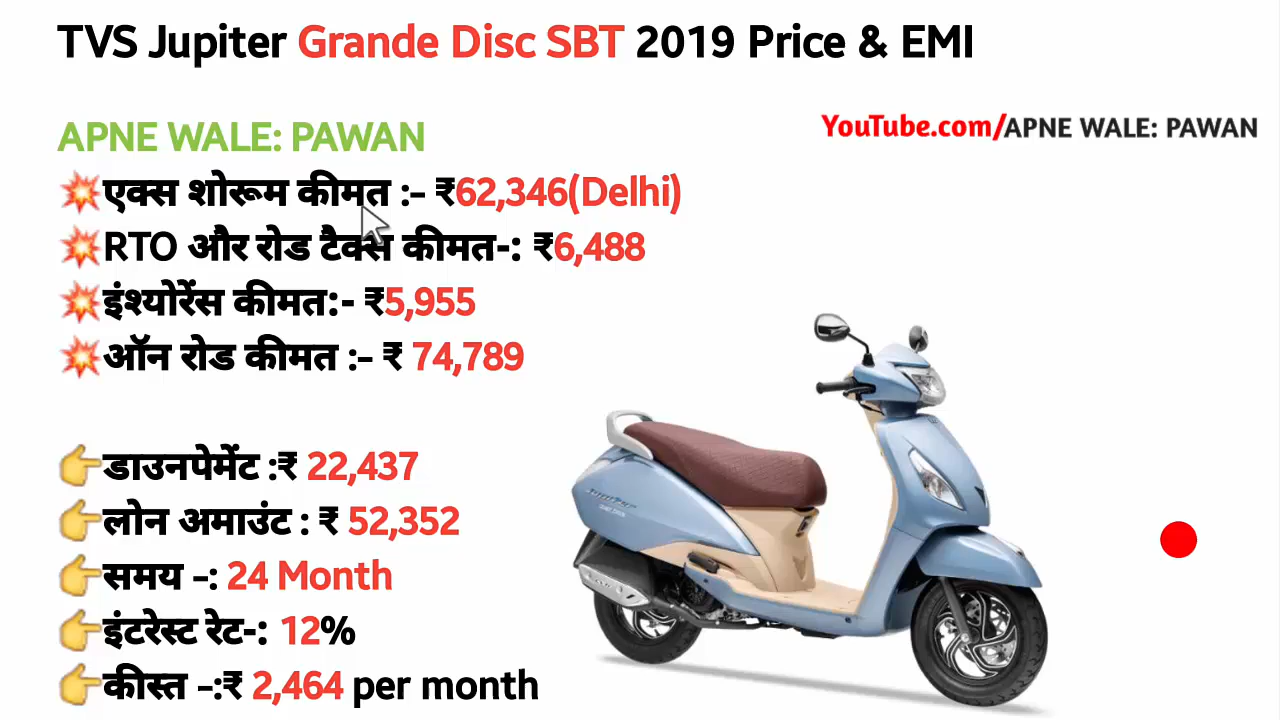 TVS Jupiter Grande Disc SBT 2019 Price & EMI
YouTube.com/APNE WALE: PAWAN
APNE WALE: PAWAN
💥एक्स शोरूम कीमत :- ₹62,346(Delhi)
💥RTO और रोड टैक्स कीमत-: ₹6,488
💥इंश्योरेंस कीमत:- ₹5,955
💥ऑन रोड कीमत :- ₹ 74,789
👉डाउनपेमेंट :₹ 22,437
👉लोन अमाउंट : ₹ 52,352
👉समय -: 24 Month
👉इंटरेस्ट रेट-: 12%
👉कीस्त -:₹ 2,464 per month